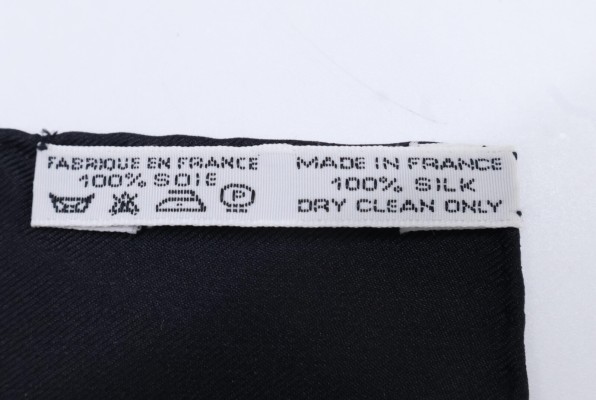 FABRIQUE EN FRANCE
100% SOIE
P
MADE IN FRANCE
100% SILK
DRY CLEAN ONLY